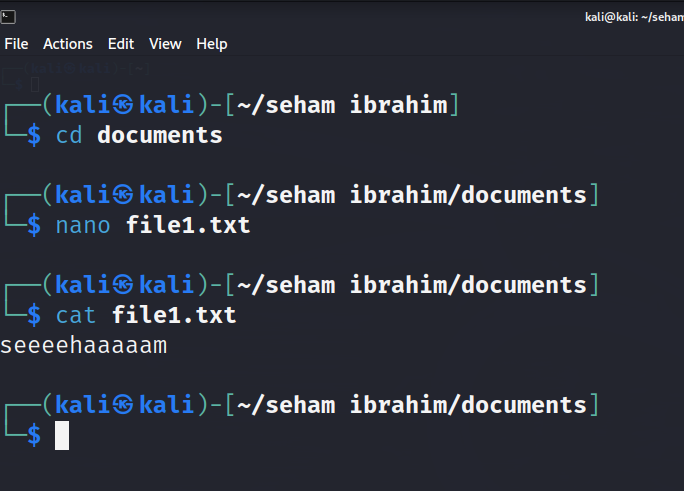 kali@kali: ~/seham
File Actions Edit View Help
┌──(kali㉿kali)-[~/seham ibrahim]
└─$ cd documents
┌──(kali㉿kali)-[~/seham ibrahim/documents]
└─$ nano file1.txt
┌──(kali㉿kali)-[~/seham ibrahim/documents]
└─$ cat file1.txt
seeeehaaaaam
┌──(kali㉿kali)-[~/seham ibrahim/documents]
└─$